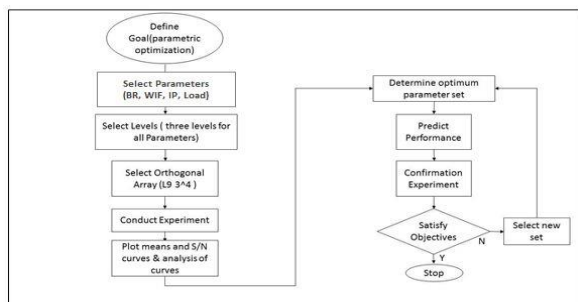 Define
Goal(parametric
optimization)
Select Parameters
(BR, WIF, IP, Load)
Select Levels ( three levels for
all Parameters)
Select Orthogonal
Array (L9 3^4 )
Conduct Experiment
Plot means and S/N
curves & analysis of
curves
Determine optimum
parameter set
Predict
Performance
Confirmation
Experiment
Satisfy
Objectives
N
Select new
set
Y
Stop